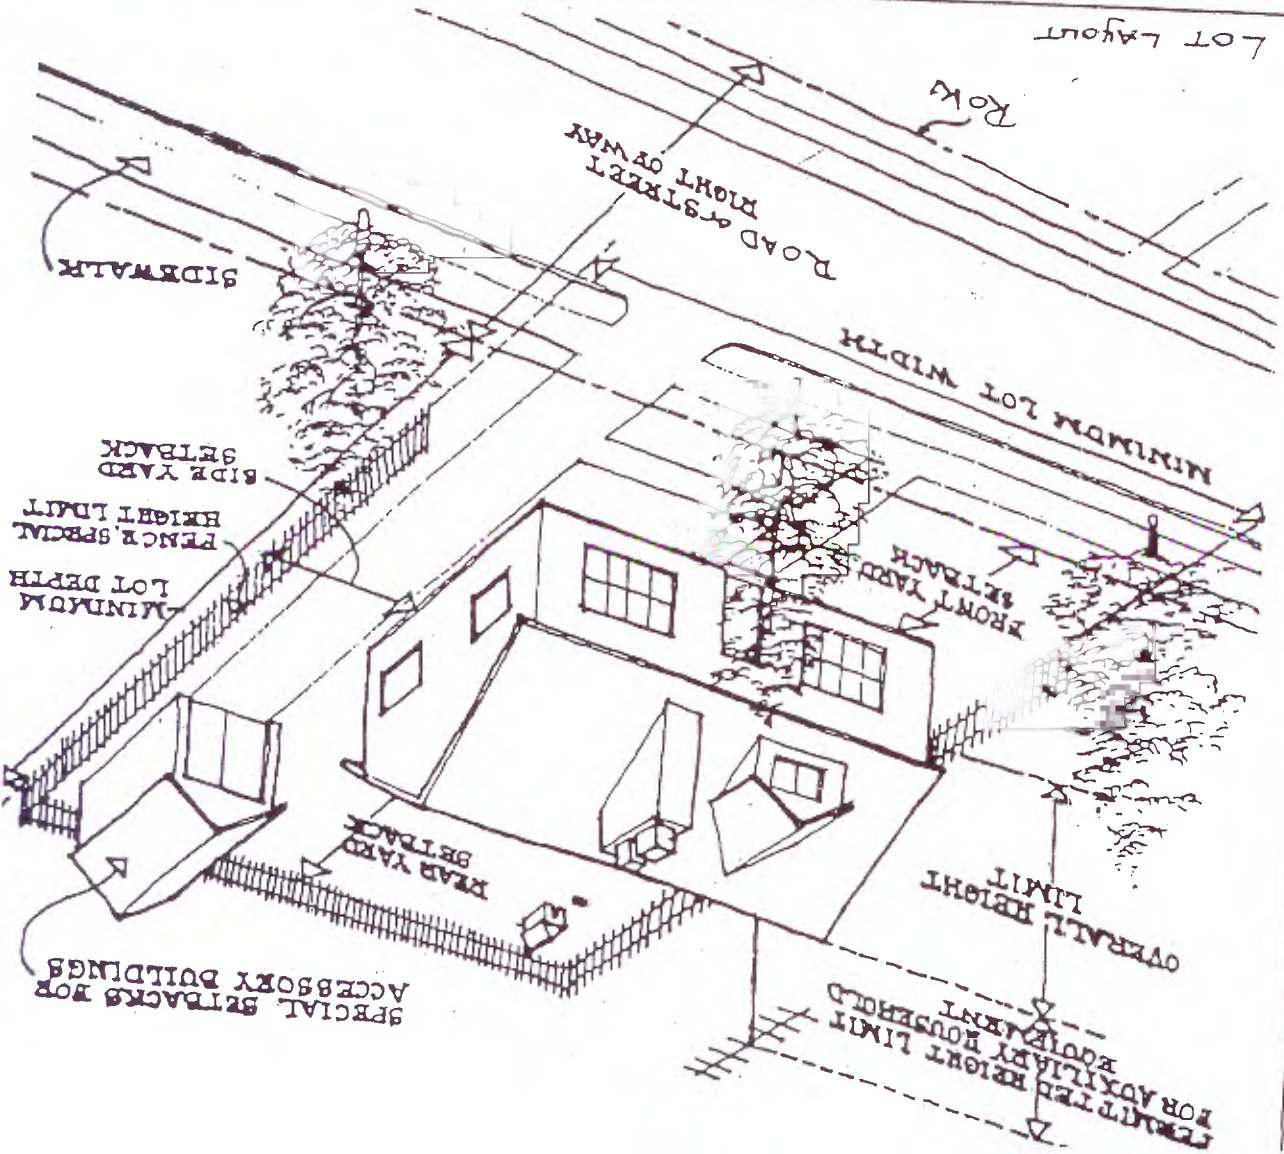 PERMITTED HEIGHT LIMIT
FOR AUXILIARY HOUSEHOLD
EQUIPMENT
SPECIAL SETBACKS FOR
ACCESSORY BUILDINGS
OVERALL HEIGHT
LIMIT
REAR YARD
SETBACK
MINIMUM
LOT DEPTH
FENCE, SPECIAL
HEIGHT LIMIT
SIDE YARD
SETBACK
FRONT YARD
SETBACK
MINIMUM LOT WIDTH
SIDEWALK
ROAD or STREET
RIGHT OF WAY
ROW
LOT LAYOUT